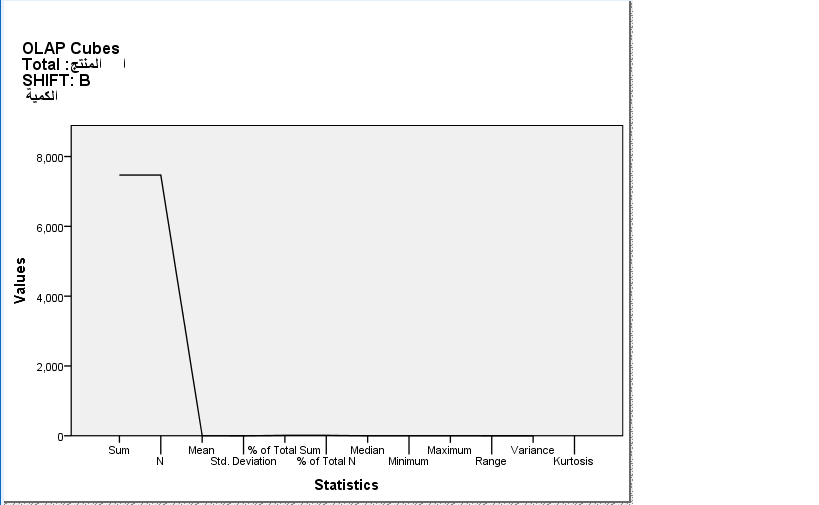 OLAP Cubes
Total :المنتج ا
SHIFT: B
الكمية
8,000
6,000
4,000
2,000
0
Values
Sum
N
Mean
Std. Deviation
% of Total Sum
% of Total N
Median
Minimum
Maximum
Range
Variance
Kurtosis
Statistics